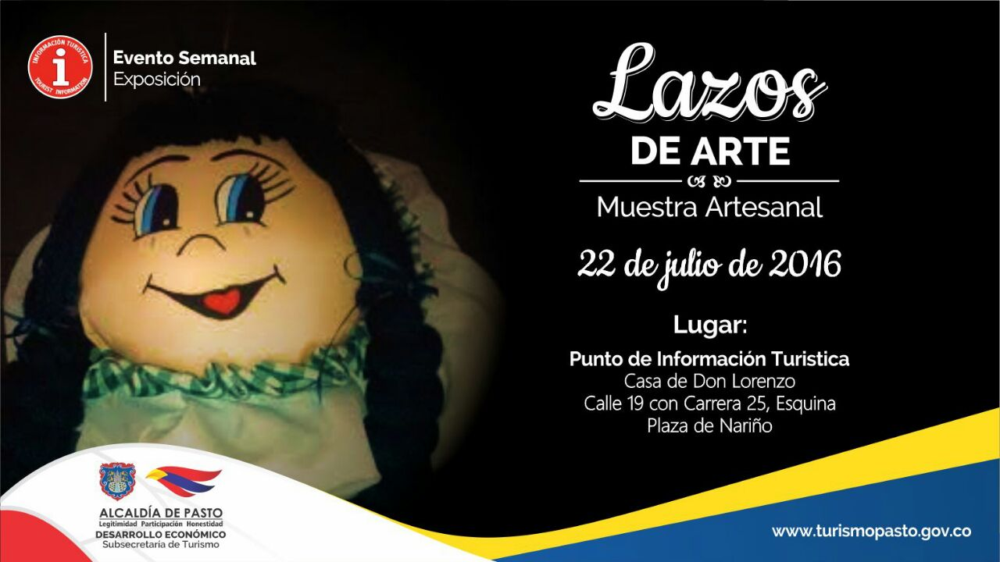 INFORMACIÓN TURISTICA
i
TOURIST INFORMATION
Evento Semanal
Exposición
Lazos
DE ARTE
Muestra Artesanal
22 de julio de 2016
Lugar:
Punto de Información Turistica
Casa de Don Lorenzo
Calle 19 con Carrera 25, Esquina
Plaza de Nariño
ALCALDÍA DE PASTO
Legitimidad Participación Honestidad
DESARROLLO ECONÓMICO
Subsecretaria de Turismo
www.turismopasto.gov.co